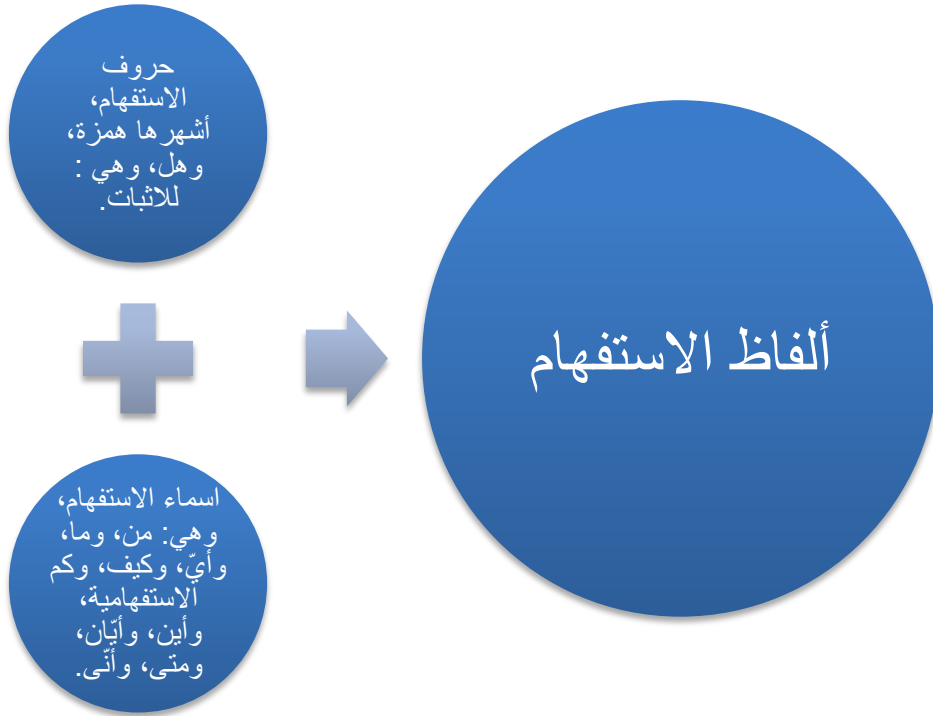 حروف
الاستفهام،
أشهرها همزة،
وهل، وهي :
للاثبات.
اسماء الاستفهام،
وهي: من، وما،
وأيّ، وكيف، وكم
الاستفهامية،
وأين، وأيّان،
ومتى، وأنّى.
ألفاظ الاستفهام